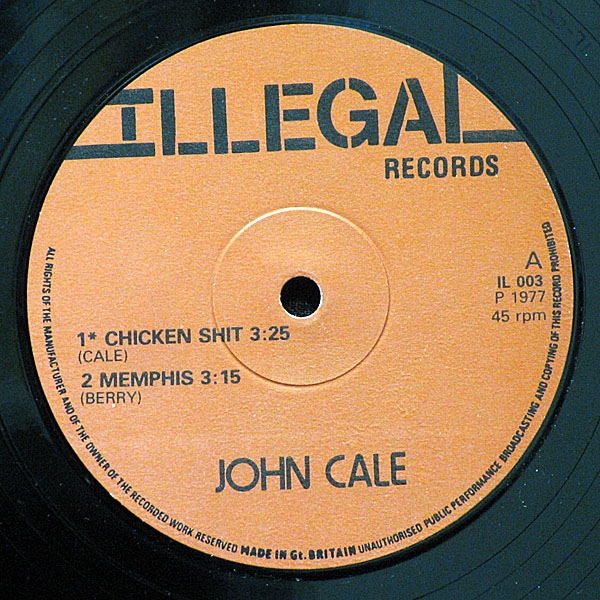 ILLEGAL
RECORDS
A
IL 003
P 1977
45 rpm
1* CHICKEN SHIT 3:25
(CALE)
2 MEMPHIS 3:15
(BERRY)
JOHN CALE
ALL RIGHTS OF THE MANUFACTURER AND OF THE OWNER OF THE RECORDED WORK RESERVED MADE IN Gt. BRITAIN UNAUTHORISED PUBLIC PERFORMANCE BROADCASTING AND COPYING OF THIS RECORD PROHIBITED